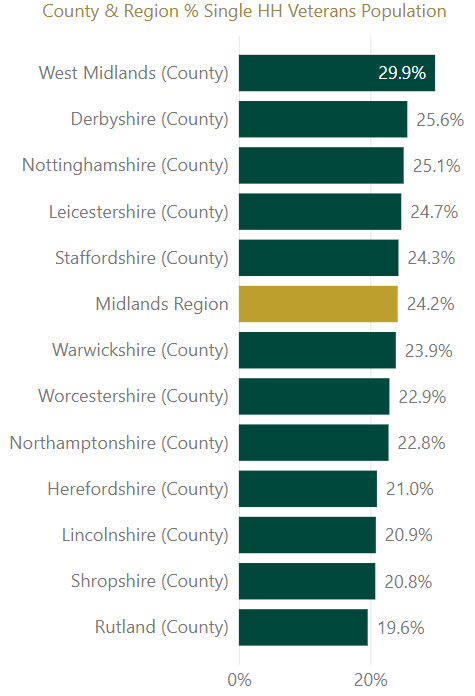 County & Region % Single HH Veterans Population
West Midlands (County) 29.9%
Derbyshire (County) 25.6%
Nottinghamshire (County) 25.1%
Leicestershire (County) 24.7%
Staffordshire (County) 24.3%
Midlands Region 24.2%
Warwickshire (County) 23.9%
Worcestershire (County) 22.9%
Northamptonshire (County) 22.8%
Herefordshire (County) 21.0%
Lincolnshire (County) 20.9%
Shropshire (County) 20.8%
Rutland (County) 19.6%
0% 20%